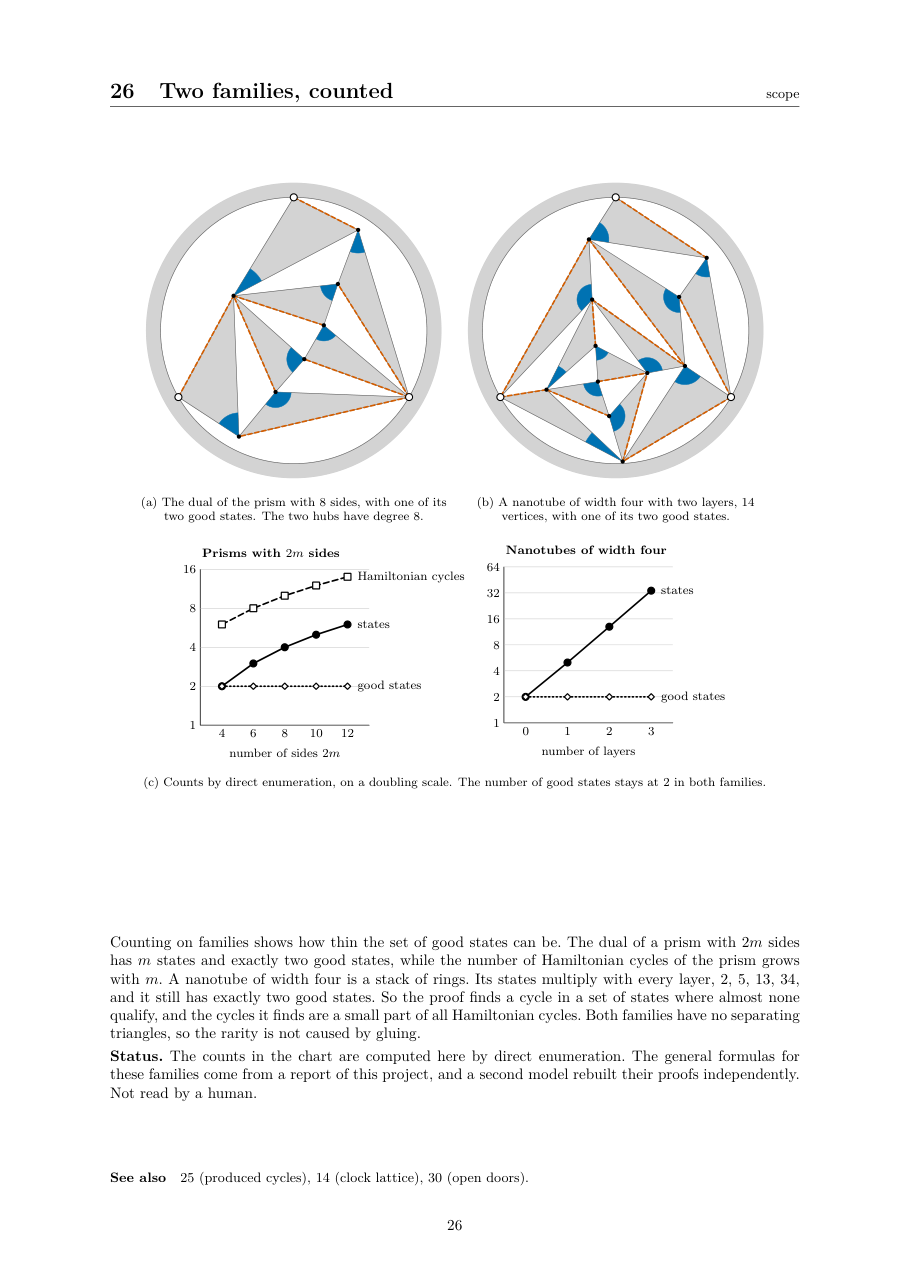 26 Two families, counted scope
(a) The dual of the prism with 8 sides, with one of its
two good states. The two hubs have degree 8.
(b) A nanotube of width four with two layers, 14
vertices, with one of its two good states.
Prisms with 2m sides
16
8
4
2
1
4 6 8 10 12
number of sides 2m
Hamiltonian cycles
states
good states
Nanotubes of width four
64
32
16
8
4
2
1
0 1 2 3
number of layers
states
good states
(c) Counts by direct enumeration, on a doubling scale. The number of good states stays at 2 in both families.
Counting on families shows how thin the set of good states can be. The dual of a prism with 2m sides
has m states and exactly two good states, while the number of Hamiltonian cycles of the prism grows
with m. A nanotube of width four is a stack of rings. Its states multiply with every layer, 2, 5, 13, 34,
and it still has exactly two good states. So the proof finds a cycle in a set of states where almost none
qualify, and the cycles it finds are a small part of all Hamiltonian cycles. Both families have no separating
triangles, so the rarity is not caused by gluing.
Status. The counts in the chart are computed here by direct enumeration. The general formulas for
these families come from a report of this project, and a second model rebuilt their proofs independently.
Not read by a human.
See also 25 (produced cycles), 14 (clock lattice), 30 (open doors).
26